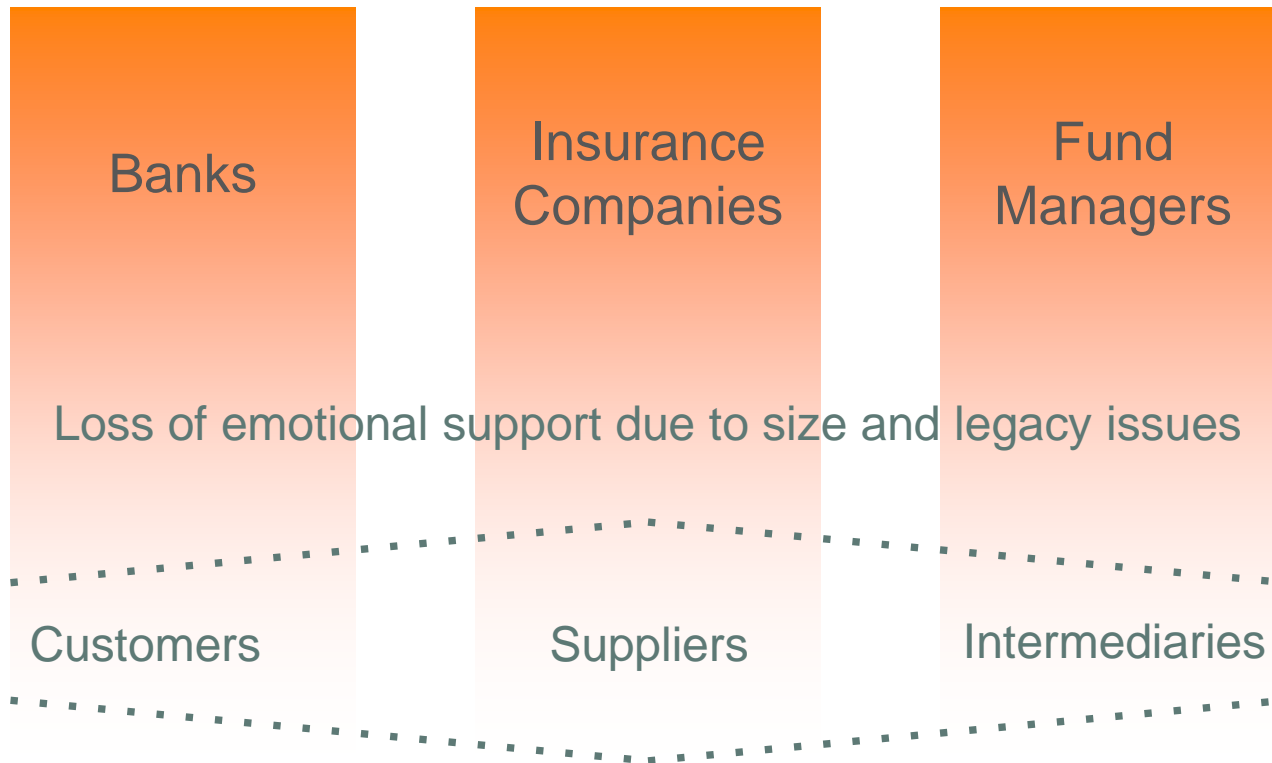 Banks
Insurance
Companies
Fund
Managers
Loss of emotional support due to size and legacy issues
Customers
Suppliers
Intermediaries